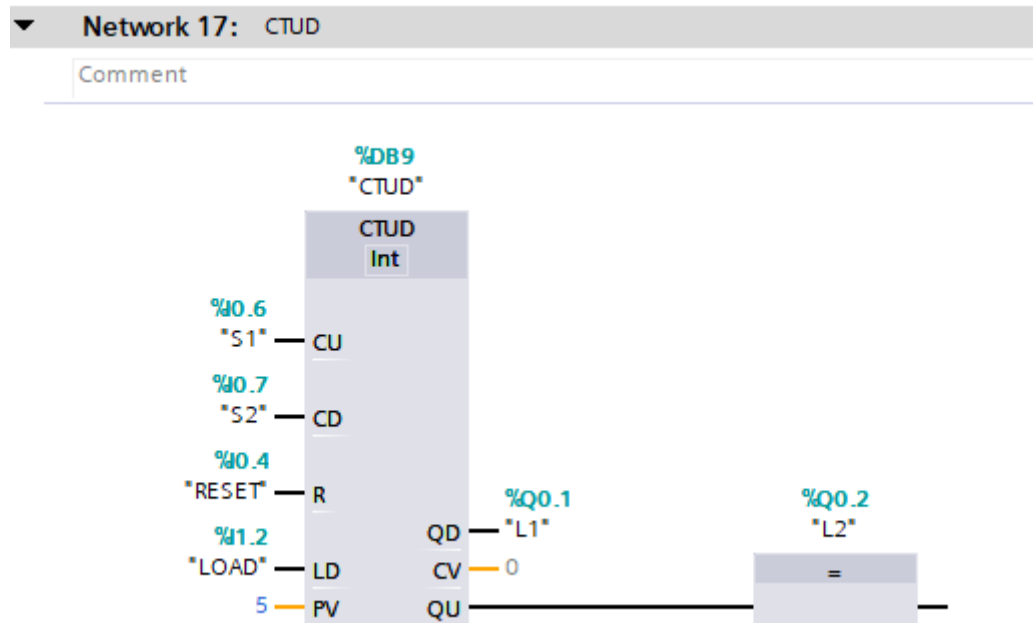 Network 17: CTUD
Comment
%DB9
"CTUD"
CTUD
Int
%I0.6
"S1"
CU
%I0.7
"S2"
CD
%I0.4
"RESET"
R
%Q0.1
"L1"
QD
%Q0.2
"L2"
%I1.2
"LOAD"
LD
CV
0
=
5
PV
QU